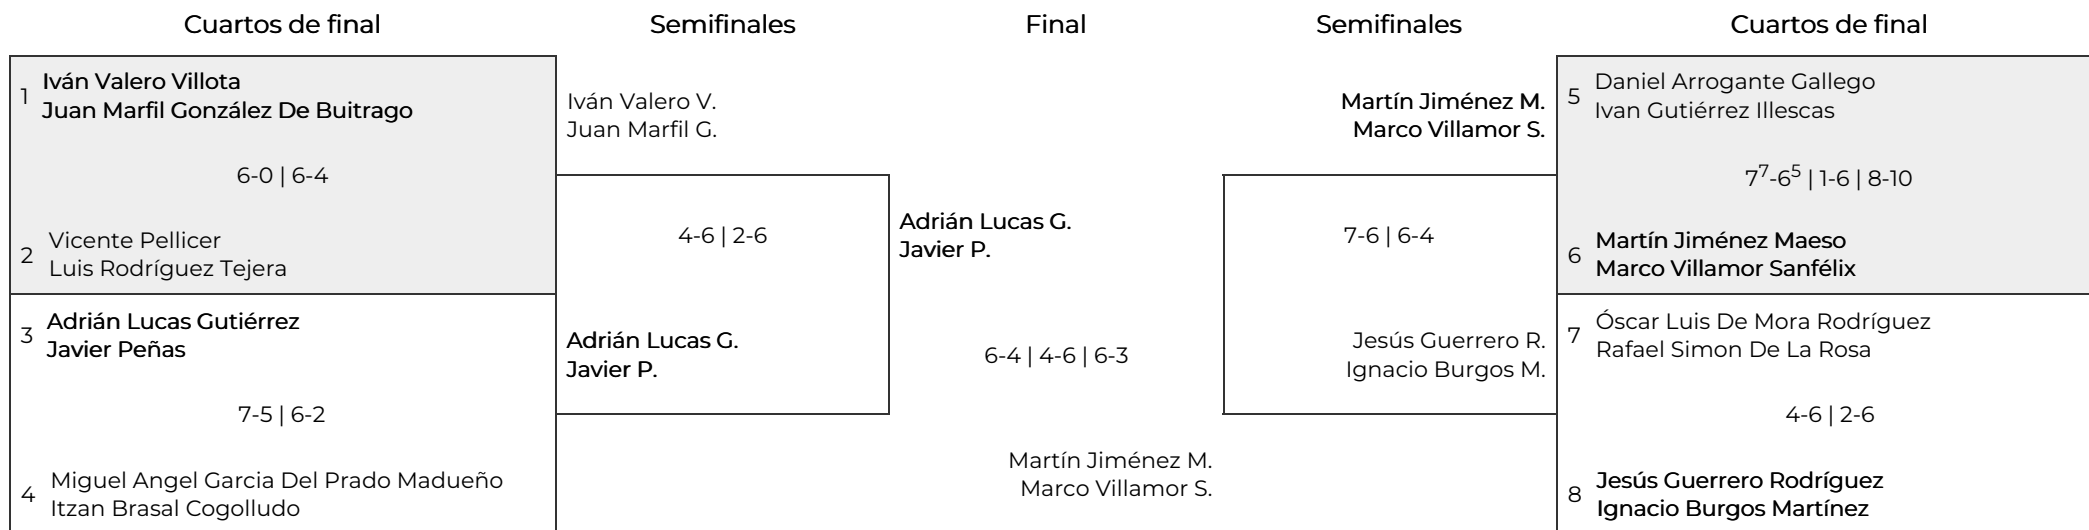 Cuartos de final
Semifinales
Final
Semifinales
Cuartos de final
1
Iván Valero Villota
Juan Marfil González De Buitrago
6-0 | 6-4
2
Vicente Pellicer
Luis Rodríguez Tejera
3
Adrián Lucas Gutiérrez
Javier Peñas
7-5 | 6-2
4
Miguel Angel Garcia Del Prado Madueño
Itzan Brasal Cogolludo
Iván Valero V.
Juan Marfil G.
4-6 | 2-6
Adrián Lucas G.
Javier P.
Adrián Lucas G.
Javier P.
6-4 | 4-6 | 6-3
Martín Jiménez M.
Marco Villamor S.
Martín Jiménez M.
Marco Villamor S.
7-6 | 6-4
Jesús Guerrero R.
Ignacio Burgos M.
5
Daniel Arrogante Gallego
Ivan Gutiérrez Illescas
7⁷-6⁵ | 1-6 | 8-10
6
Martín Jiménez Maeso
Marco Villamor Sanfélix
7
Óscar Luis De Mora Rodríguez
Rafael Simon De La Rosa
4-6 | 2-6
8
Jesús Guerrero Rodríguez
Ignacio Burgos Martínez